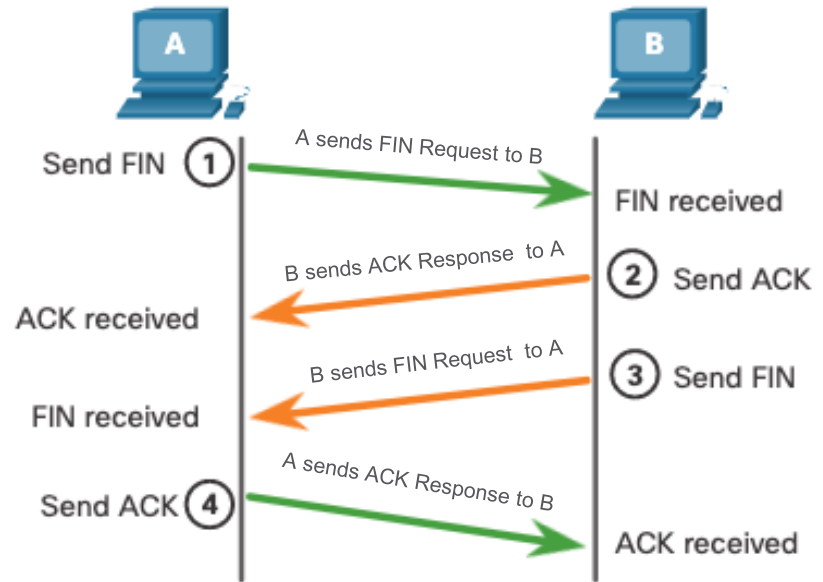 A
B
Send FIN 1
A sends FIN Request to B
FIN received
B sends ACK Response to A
2 Send ACK
ACK received
B sends FIN Request to A
3 Send FIN
FIN received
A sends ACK Response to B
Send ACK 4
ACK received